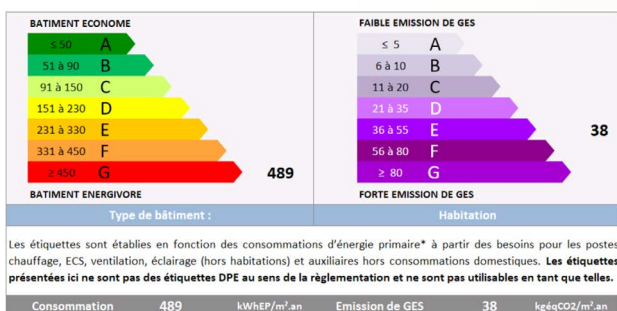 BATIMENT ECONOME
≤ 50 A
51 à 90 B
91 à 150 C
151 à 230 D
231 à 330 E
331 à 450 F
≥ 450 G 489
BATIMENT ENERGIVORE
FAIBLE EMISSION DE GES
≤ 5 A
6 à 10 B
11 à 20 C
21 à 35 D
36 à 55 E 38
56 à 80 F
≥ 80 G
FORTE EMISSION DE GES
Type de bâtiment : Habitation
Les étiquettes sont établies en fonction des consommations d'énergie primaire* à partir des besoins pour les postes
chauffage, ECS, ventilation, éclairage (hors habitations) et auxiliaires hors consommations domestiques. Les étiquettes
présentées ici ne sont pas des étiquettes DPE au sens de la règlementation et ne sont pas utilisables en tant que telles.
Consommation 489 kWhEP/m².an Emission de GES 38 kgéqCO2/m².an